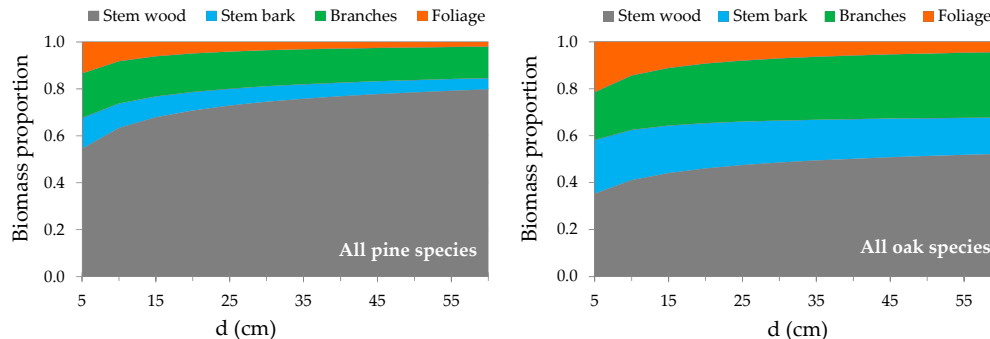 Stem wood Stem bark Branches Foliage
1.0
0.8
0.6
0.4
0.2
0.0
Biomass proportion
All pine species
5 15 25 35 45 55
d (cm)
Stem wood Stem bark Branches Foliage
1.0
0.8
0.6
0.4
0.2
0.0
Biomass proportion
All oak species
5 15 25 35 45 55
d (cm)